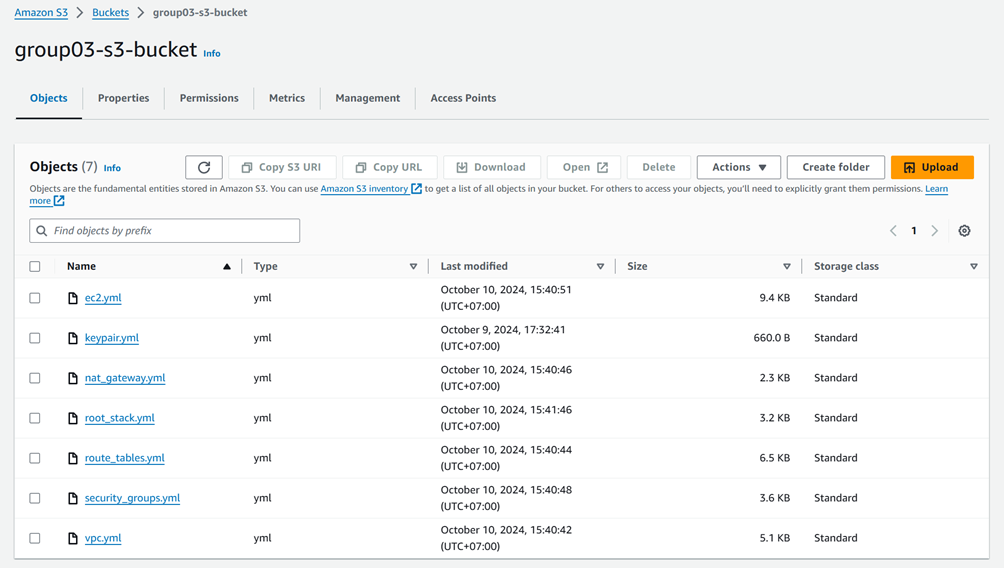 Amazon S3 > Buckets > group03-s3-bucket
group03-s3-bucket Info
Objects Properties Permissions Metrics Management Access Points
Objects (7) Info Copy S3 URI Copy URL Download Open Delete Actions Create folder Upload
Objects are the fundamental entities stored in Amazon S3. You can use Amazon S3 inventory to get a list of all objects in your bucket. For others to access your objects, you'll need to explicitly grant them permissions. Learn
more
Find objects by prefix 1
Name Type Last modified Size Storage class
ec2.yml yml October 10, 2024, 15:40:51 (UTC+07:00) 9.4 KB Standard
keypair.yml yml October 9, 2024, 17:32:41 (UTC+07:00) 660.0 B Standard
nat_gateway.yml yml October 10, 2024, 15:40:46 (UTC+07:00) 2.3 KB Standard
root_stack.yml yml October 10, 2024, 15:41:46 (UTC+07:00) 3.2 KB Standard
route_tables.yml yml October 10, 2024, 15:40:44 (UTC+07:00) 6.5 KB Standard
security_groups.yml yml October 10, 2024, 15:40:48 (UTC+07:00) 3.6 KB Standard
vpc.yml yml October 10, 2024, 15:40:42 (UTC+07:00) 5.1 KB Standard